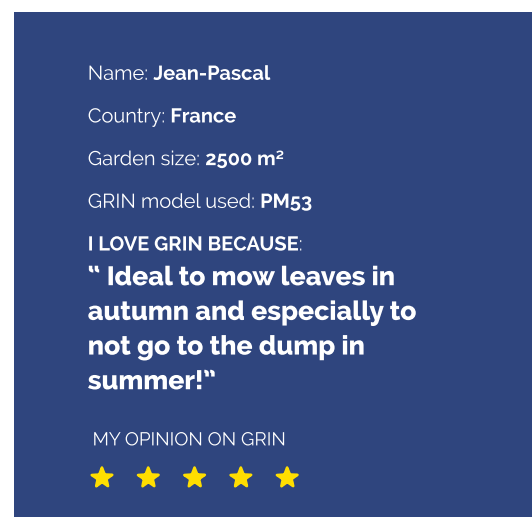 Name: Jean-Pascal
Country: France
Garden size: 2500 m²
GRIN model used: PM53
I LOVE GRIN BECAUSE:
“ Ideal to mow leaves in
autumn and especially to
not go to the dump in
summer!”
MY OPINION ON GRIN